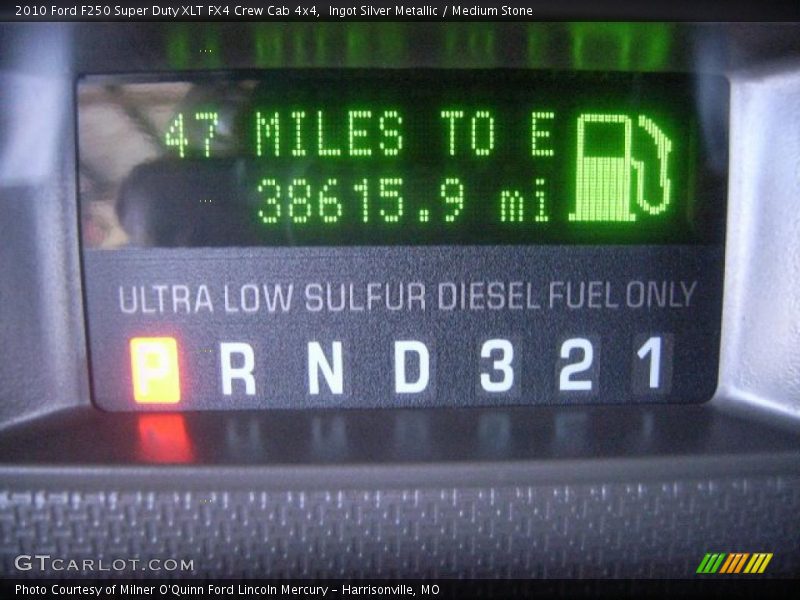 2010 Ford F250 Super Duty XLT FX4 Crew Cab 4x4,  Ingot Silver Metallic / Medium Stone
47 MILES TO E
38615.9 mi
ULTRA LOW SULFUR DIESEL FUEL ONLY
P R N D 3 2 1
GTCARLOT.COM
Photo Courtesy of Milner O'Quinn Ford Lincoln Mercury – Harrisonville, MO